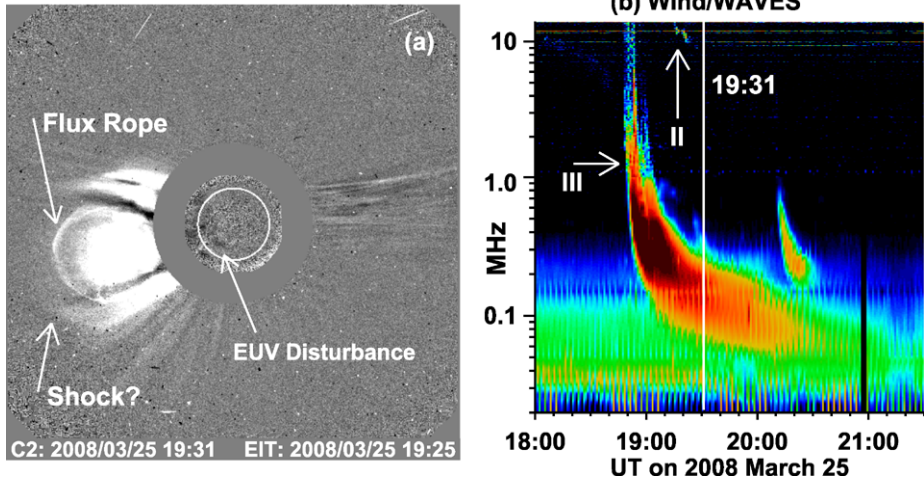 (a)
Flux Rope
EUV Disturbance
Shock?
C2: 2008/03/25 19:31 EIT: 2008/03/25 19:25
(b) Wind/WAVES
10
1.0
0.1
MHz
19:31
II
III
18:00 19:00 20:00 21:00
UT on 2008 March 25